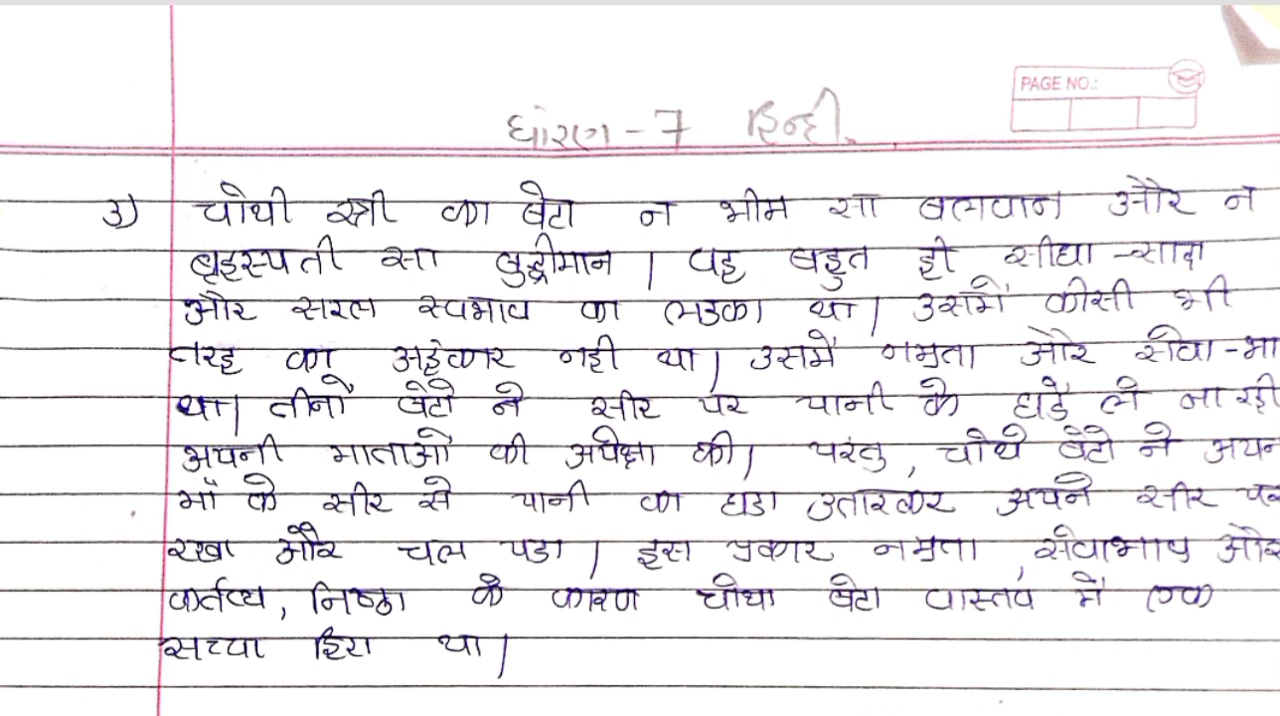 PAGE NO.:
धोरण - 7 हिन्दी.
उ) चोथी स्त्री का बेटा न भीम सा बलवान और न
बृहस्पती सा बुद्धीमान । वह बहुत ही सीधा-सादा
और सरल स्वभाव का लडका था। उसमें कीसी भी
तरह का अहंकार नही था। उसमें नम्रता और सेवा-भा
था। तीनों बेटो ने सीर पर पानी के घडे ले जा रही
अपनी माताओं की अपेक्षा की। परंतु, चोथे बेटो ने अपन
माँ के सीर से पानी का घडा उतारकर अपने सीर पर
रखा और चल पडा । इस प्रकार नम्रता, सेवाभाव और
कर्तव्य, निष्ठा के कारण चोथा बेटा वास्तव में एक
सच्चा हिरा था।